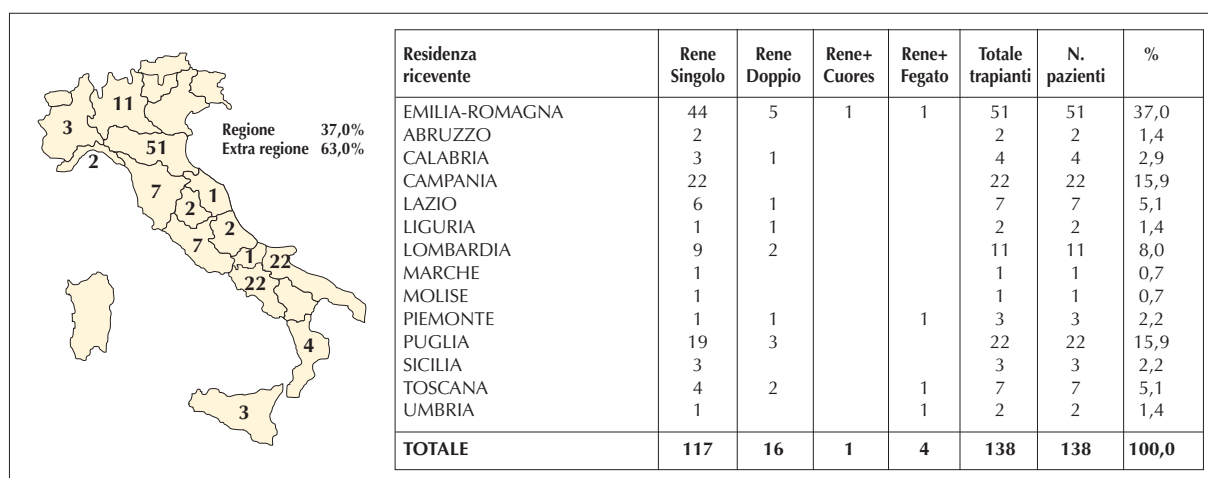 11
3
Regione 37,0%
51
Extra regione 63,0%
2
7
1
2
2
7
1
22
22
4
3
Residenza ricevente Rene Singolo Rene Doppio Rene+ Cuores Rene+ Fegato Totale trapianti N. pazienti %
EMILIA-ROMAGNA 44 5 1 1 51 51 37,0
ABRUZZO 2 2 2 1,4
CALABRIA 3 1 4 4 2,9
CAMPANIA 22 22 22 15,9
LAZIO 6 1 7 7 5,1
LIGURIA 1 1 2 2 1,4
LOMBARDIA 9 2 11 11 8,0
MARCHE 1 1 1 0,7
MOLISE 1 1 1 0,7
PIEMONTE 1 1 1 3 3 2,2
PUGLIA 19 3 22 22 15,9
SICILIA 3 3 3 2,2
TOSCANA 4 2 1 7 7 5,1
UMBRIA 1 1 2 2 1,4
TOTALE 117 16 1 4 138 138 100,0